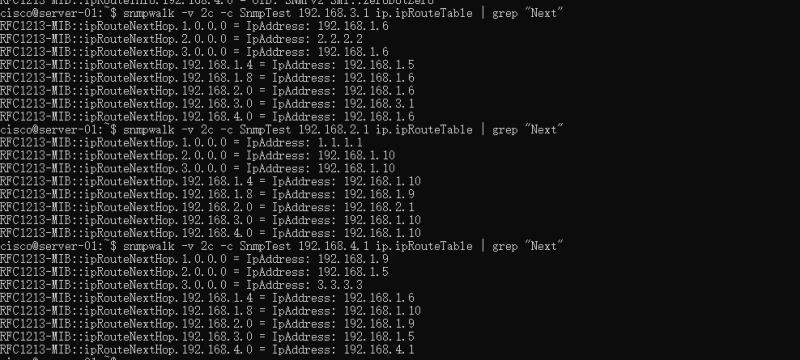 RFC1213-MIB::ipRouteInfo.192.168.4.0 = OID: SNMPv2-SMI::zeroDotZero
cisco@server-01:~$ snmpwalk -v 2c -c SnmpTest 192.168.3.1 ip.ipRouteTable | grep "Next"
RFC1213-MIB::ipRouteNextHop.1.0.0.0 = IpAddress: 192.168.1.6
RFC1213-MIB::ipRouteNextHop.2.0.0.0 = IpAddress: 2.2.2.2
RFC1213-MIB::ipRouteNextHop.3.0.0.0 = IpAddress: 192.168.1.6
RFC1213-MIB::ipRouteNextHop.192.168.1.4 = IpAddress: 192.168.1.5
RFC1213-MIB::ipRouteNextHop.192.168.1.8 = IpAddress: 192.168.1.6
RFC1213-MIB::ipRouteNextHop.192.168.2.0 = IpAddress: 192.168.1.6
RFC1213-MIB::ipRouteNextHop.192.168.3.0 = IpAddress: 192.168.3.1
RFC1213-MIB::ipRouteNextHop.192.168.4.0 = IpAddress: 192.168.1.6
cisco@server-01:~$ snmpwalk -v 2c -c SnmpTest 192.168.2.1 ip.ipRouteTable | grep "Next"
RFC1213-MIB::ipRouteNextHop.1.0.0.0 = IpAddress: 1.1.1.1
RFC1213-MIB::ipRouteNextHop.2.0.0.0 = IpAddress: 192.168.1.10
RFC1213-MIB::ipRouteNextHop.3.0.0.0 = IpAddress: 192.168.1.10
RFC1213-MIB::ipRouteNextHop.192.168.1.4 = IpAddress: 192.168.1.10
RFC1213-MIB::ipRouteNextHop.192.168.1.8 = IpAddress: 192.168.1.9
RFC1213-MIB::ipRouteNextHop.192.168.2.0 = IpAddress: 192.168.2.1
RFC1213-MIB::ipRouteNextHop.192.168.3.0 = IpAddress: 192.168.1.10
RFC1213-MIB::ipRouteNextHop.192.168.4.0 = IpAddress: 192.168.1.10
cisco@server-01:~$ snmpwalk -v 2c -c SnmpTest 192.168.4.1 ip.ipRouteTable | grep "Next"
RFC1213-MIB::ipRouteNextHop.1.0.0.0 = IpAddress: 192.168.1.9
RFC1213-MIB::ipRouteNextHop.2.0.0.0 = IpAddress: 192.168.1.5
RFC1213-MIB::ipRouteNextHop.3.0.0.0 = IpAddress: 3.3.3.3
RFC1213-MIB::ipRouteNextHop.192.168.1.4 = IpAddress: 192.168.1.6
RFC1213-MIB::ipRouteNextHop.192.168.1.8 = IpAddress: 192.168.1.10
RFC1213-MIB::ipRouteNextHop.192.168.2.0 = IpAddress: 192.168.1.9
RFC1213-MIB::ipRouteNextHop.192.168.3.0 = IpAddress: 192.168.1.5
RFC1213-MIB::ipRouteNextHop.192.168.4.0 = IpAddress: 192.168.4.1